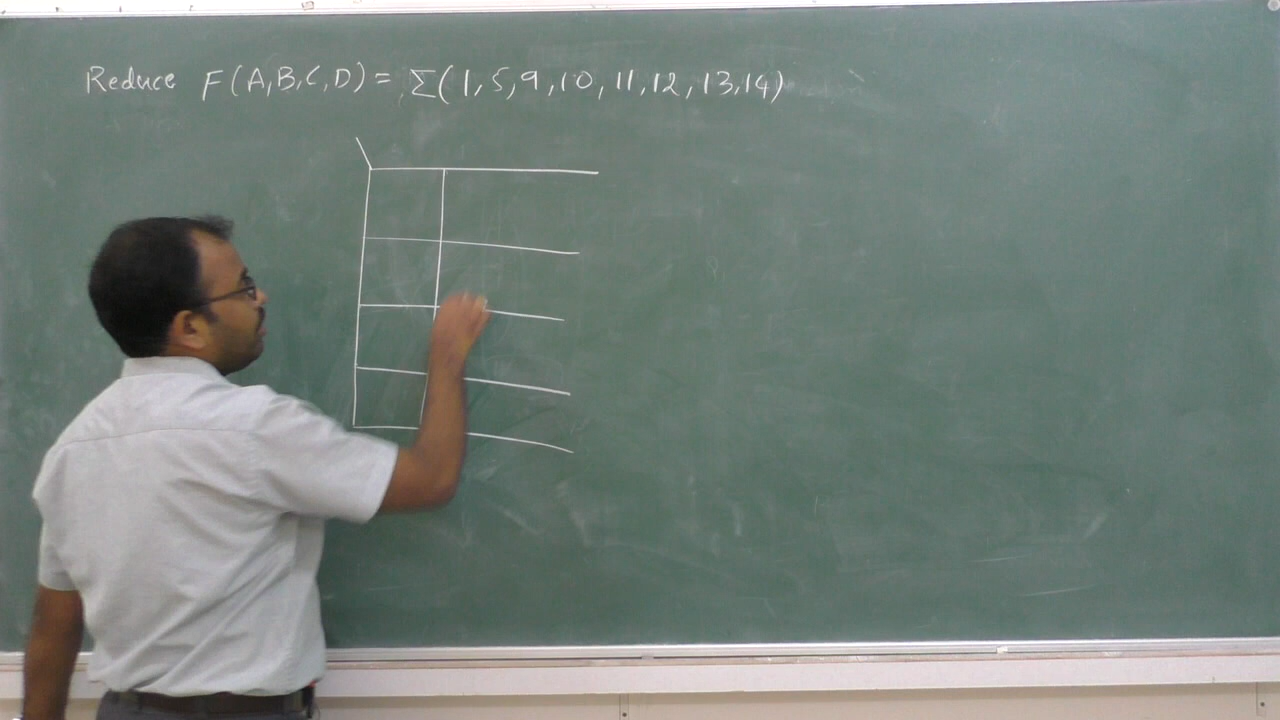 Reduce F(A,B,C,D) = Σ(1,5,9,10,11,12,13,14)